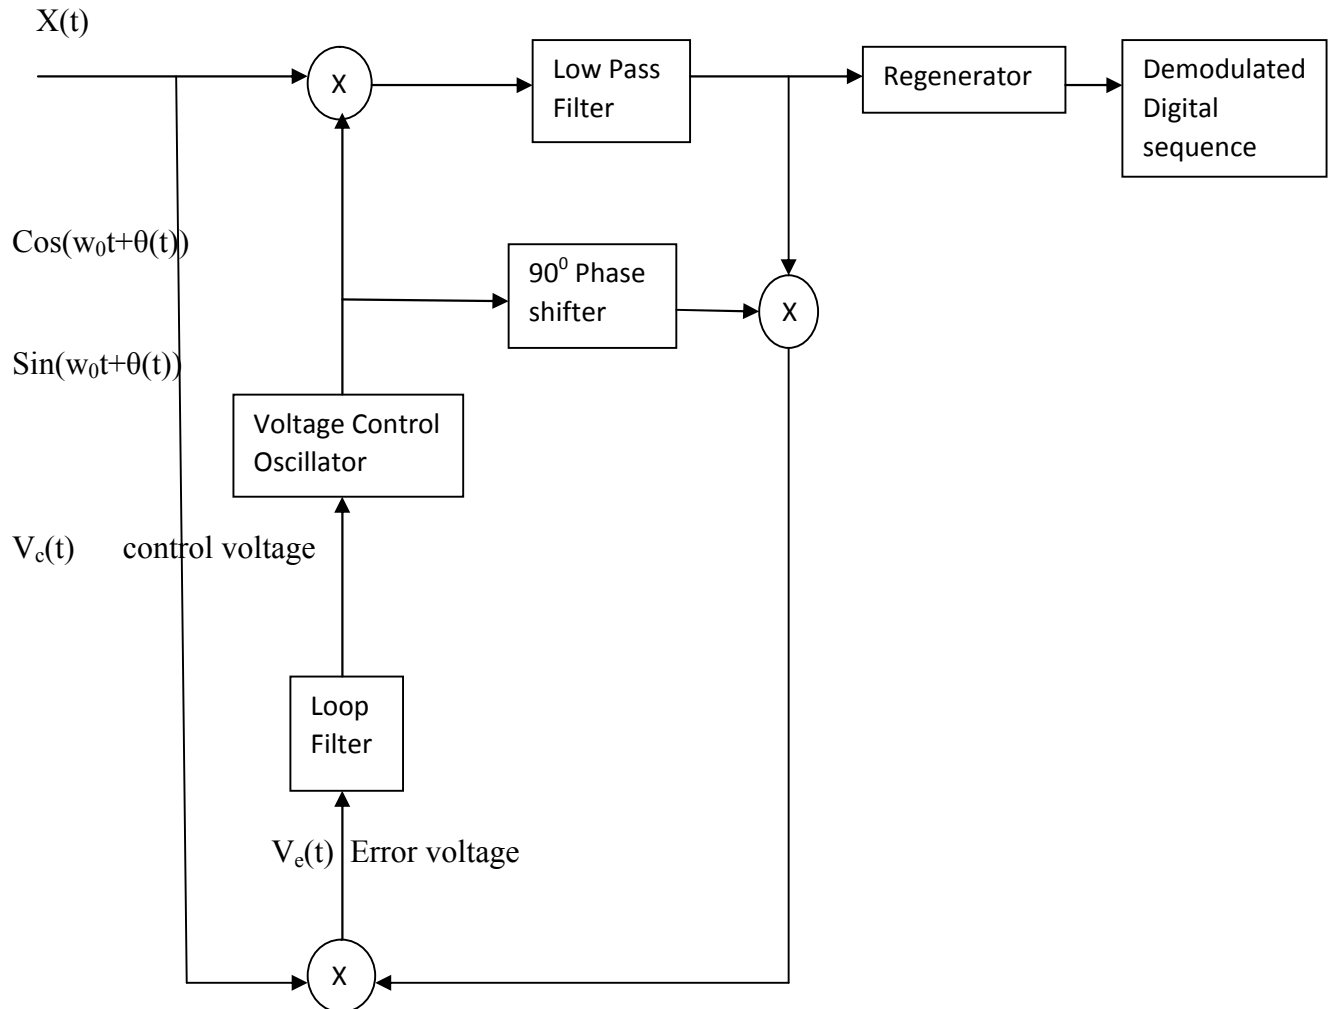 X(t)
X
Low Pass
Filter
Regenerator
Demodulated
Digital
sequence
Cos(w₀t+θ(t))
90⁰ Phase
shifter
X
Sin(w₀t+θ(t))
Voltage Control
Oscillator
V_c(t) control voltage
Loop
Filter
Vₑ(t) Error voltage
X